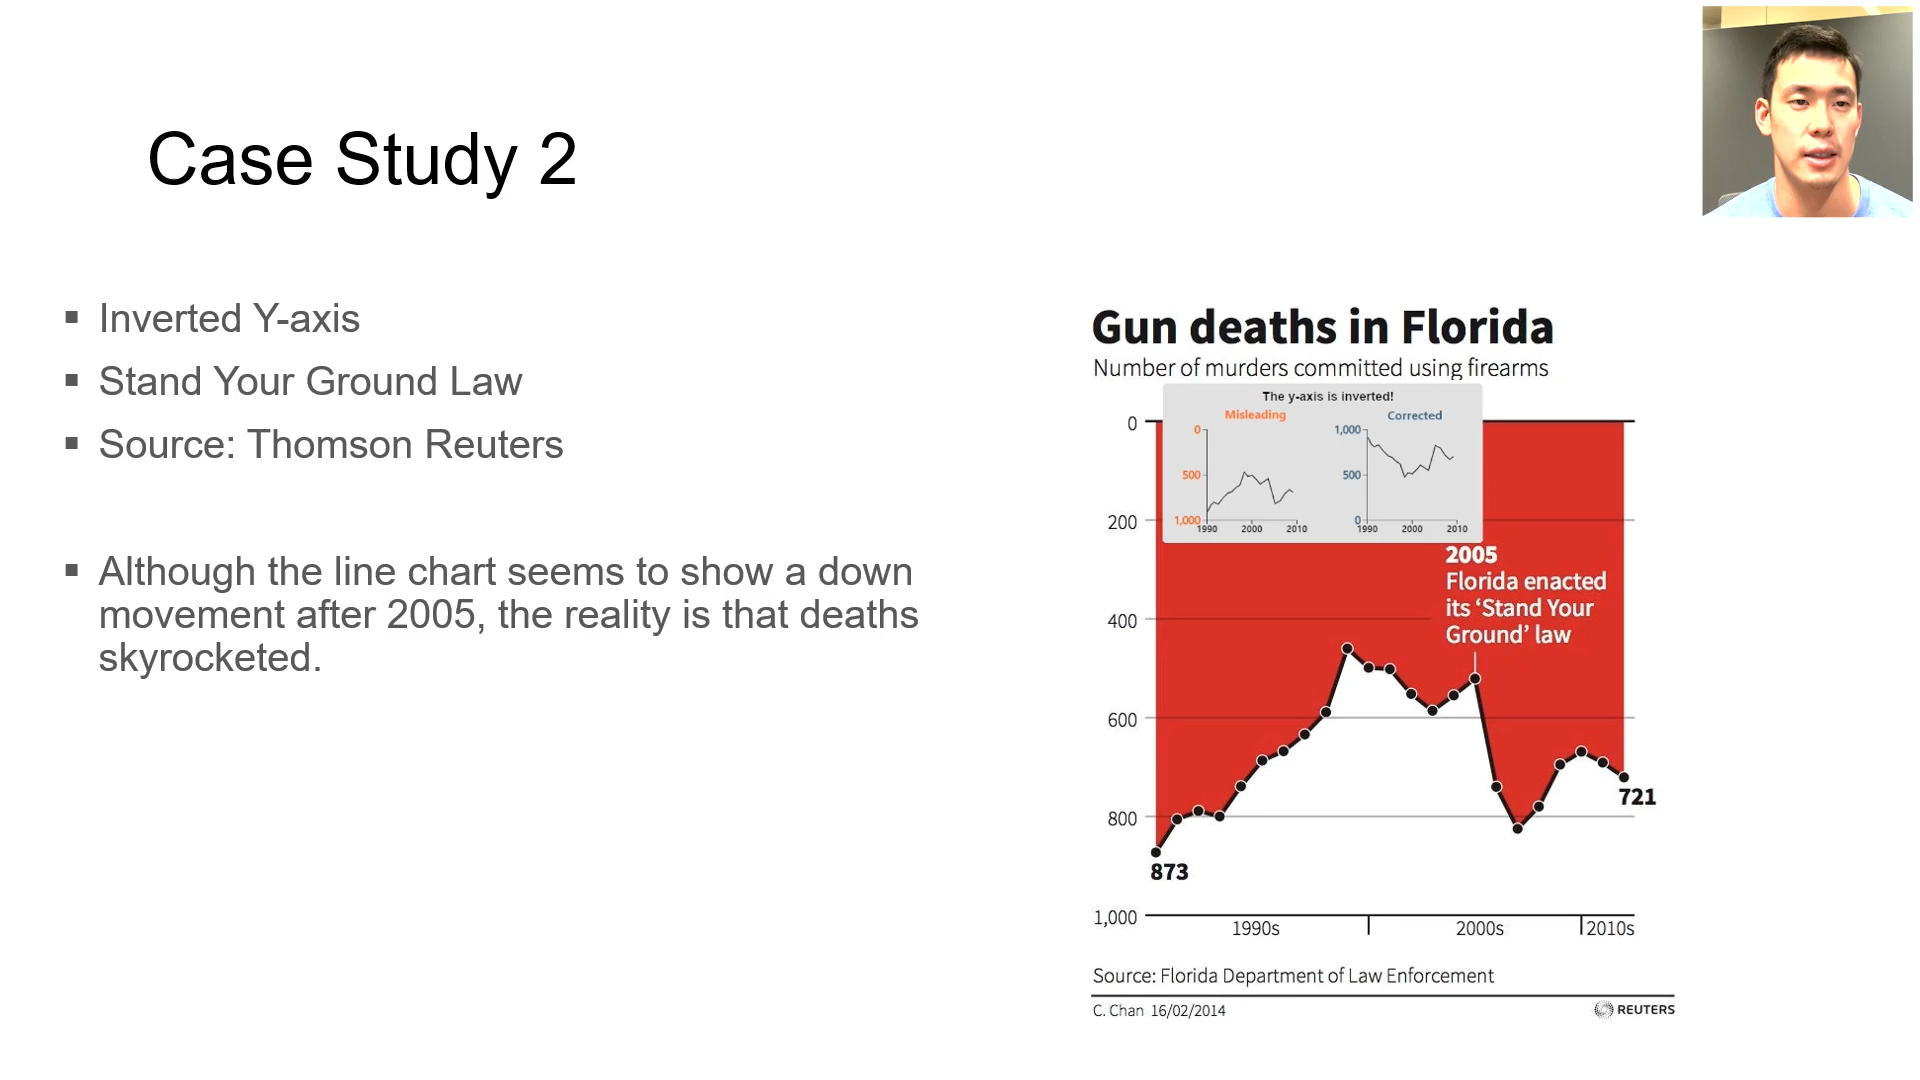 Case Study 2
▪ Inverted Y-axis
▪ Stand Your Ground Law
▪ Source: Thomson Reuters
▪ Although the line chart seems to show a down
movement after 2005, the reality is that deaths
skyrocketed.
Gun deaths in Florida
Number of murders committed using firearms
The y-axis is inverted!
Misleading
0
500
1,000
1990 2000 2010
Corrected
1,000
500
0
1990 2000 2010
0
200
400
600
800
1,000
2005
Florida enacted
its ‘Stand Your
Ground’ law
721
873
1990s 2000s 2010s
Source: Florida Department of Law Enforcement
C. Chan 16/02/2014
REUTERS